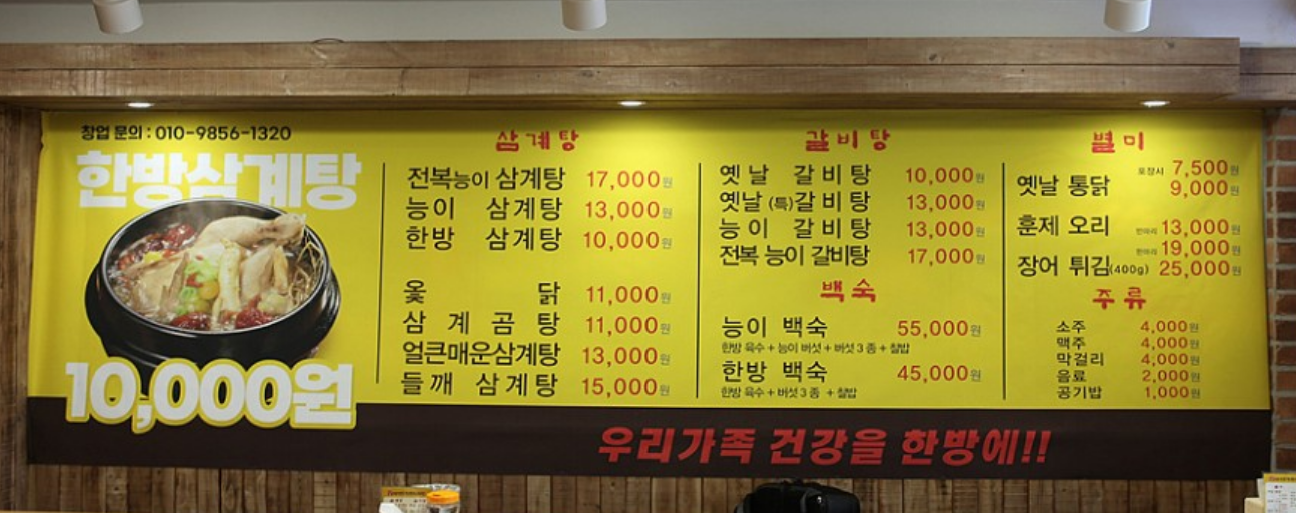 창업 문의 : 010-9856-1320
한방삼계탕
10,000원
삼계탕
전복능이 삼계탕 17,000원
능이 삼계탕 13,000원
한방 삼계탕 10,000원
옻 닭 11,000원
삼계곰탕 11,000원
얼큰매운삼계탕 13,000원
들깨 삼계탕 15,000원
갈비탕
옛날 갈비탕 10,000원
옛날 (특)갈비탕 13,000원
능이 갈비탕 13,000원
전복 능이 갈비탕 17,000원
백숙
능이 백숙 55,000원
한방 육수 + 능이 버섯 + 버섯 3 종 + 찰밥
한방 백숙 45,000원
한방 육수 + 버섯 3 종 + 찰밥
별미
포장시 7,500원
옛날 통닭 9,000원
훈제 오리 반마리 13,000원
한마리 19,000원
장어 튀김(400g) 25,000원
주류
소주 4,000원
맥주 4,000원
막걸리 4,000원
음료 2,000원
공기밥 1,000원
우리가족 건강을 한방에!!